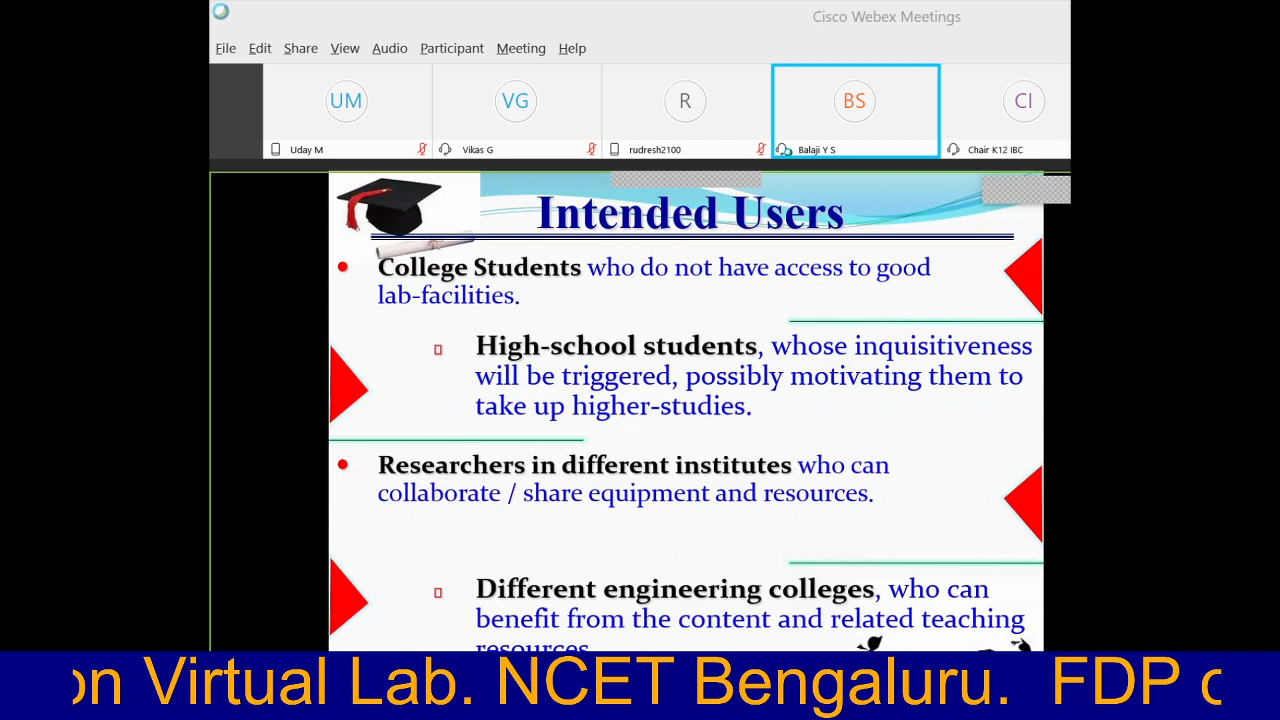 Cisco Webex Meetings
File Edit Share View Audio Participant Meeting Help
UM VG R BS CI
Uday M Vikas G rudresh2100 Balaji Y S Chair K12 IBC
Intended Users
College Students who do not have access to good
lab-facilities.
High-school students, whose inquisitiveness
will be triggered, possibly motivating them to
take up higher-studies.
Researchers in different institutes who can
collaborate / share equipment and resources.
Different engineering colleges, who can
benefit from the content and related teaching
resources
on Virtual Lab. NCET Bengaluru. FDP